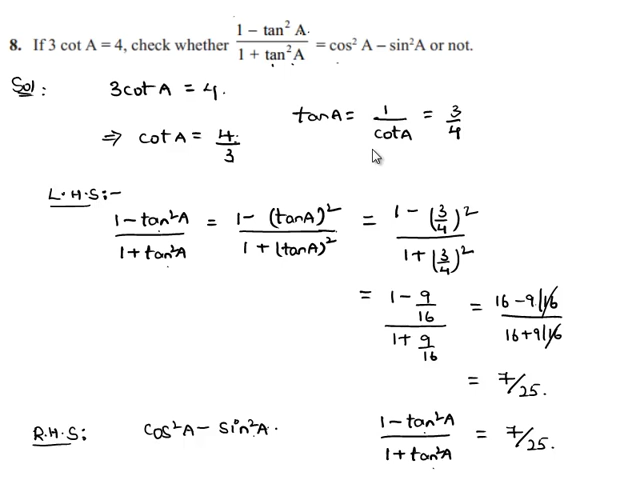 8. If 3 cot A = 4, check whether (1 – tan² A)/(1 + tan² A) = cos² A – sin² A or not.
Sol: 3cot A = 4.
⇒ cot A = 4/3
tan A = 1/cot A = 3/4
L.H.S:-
(1 - tan²A)/(1 + tan²A) = (1 - (tanA)²)/(1 + (tanA)²) = (1 - (3/4)²)/(1 + (3/4)²)
= (1 - 9/16)/(1 + 9/16) = (16 - 9/16)/(16 + 9/16)
= 7/25.
R.H.S: cos²A - sin²A.
(1 - tan²A)/(1 + tan²A) = 7/25.